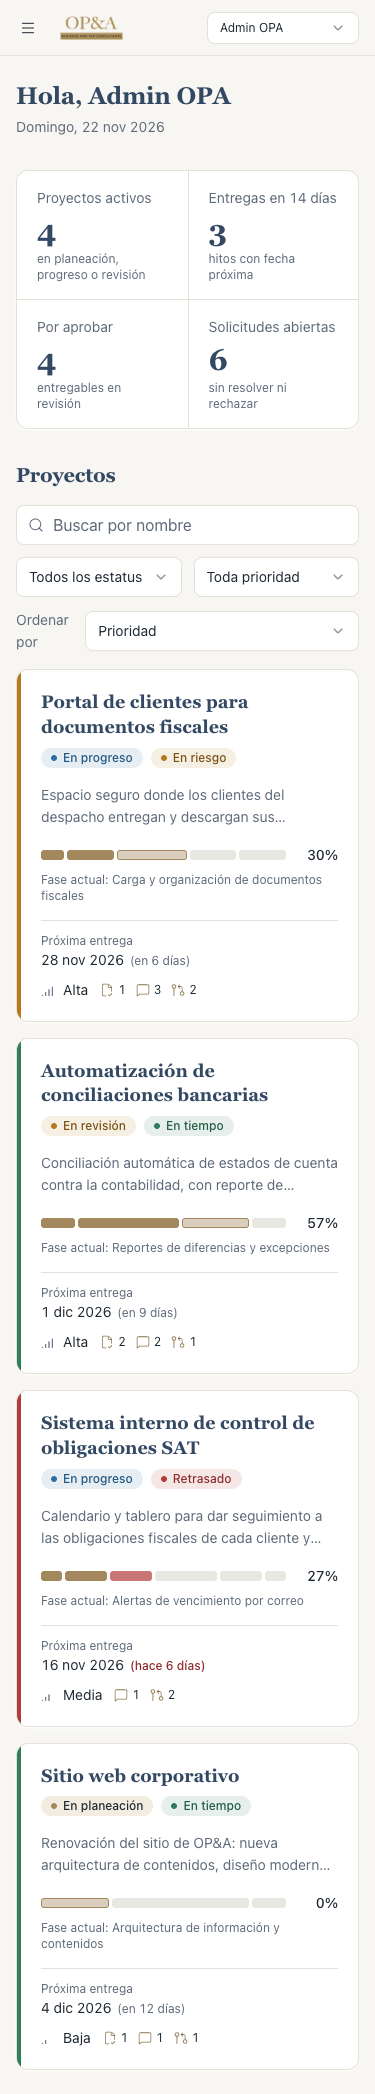 OP&A
Admin OPA
Hola, Admin OPA
Domingo, 22 nov 2026
Proyectos activos
4
en planeación,
progreso o revisión
Entregas en 14 días
3
hitos con fecha
próxima
Por aprobar
4
entregables en
revisión
Solicitudes abiertas
6
sin resolver ni
rechazar
Proyectos
Buscar por nombre
Todos los estatus
Toda prioridad
Ordenar
por
Prioridad
Portal de clientes para
documentos fiscales
En progreso
En riesgo
Espacio seguro donde los clientes del
despacho entregan y descargan sus…
30%
Fase actual: Carga y organización de documentos
fiscales
Próxima entrega
28 nov 2026 (en 6 días)
Alta 1 3 2
Automatización de
conciliaciones bancarias
En revisión
En tiempo
Conciliación automática de estados de cuenta
contra la contabilidad, con reporte de…
57%
Fase actual: Reportes de diferencias y excepciones
Próxima entrega
1 dic 2026 (en 9 días)
Alta 2 2 1
Sistema interno de control de
obligaciones SAT
En progreso
Retrasado
Calendario y tablero para dar seguimiento a
las obligaciones fiscales de cada cliente y…
27%
Fase actual: Alertas de vencimiento por correo
Próxima entrega
16 nov 2026 (hace 6 días)
Media 1 2
Sitio web corporativo
En planeación
En tiempo
Renovación del sitio de OP&A: nueva
arquitectura de contenidos, diseño modern…
0%
Fase actual: Arquitectura de información y
contenidos
Próxima entrega
4 dic 2026 (en 12 días)
Baja 1 1 1